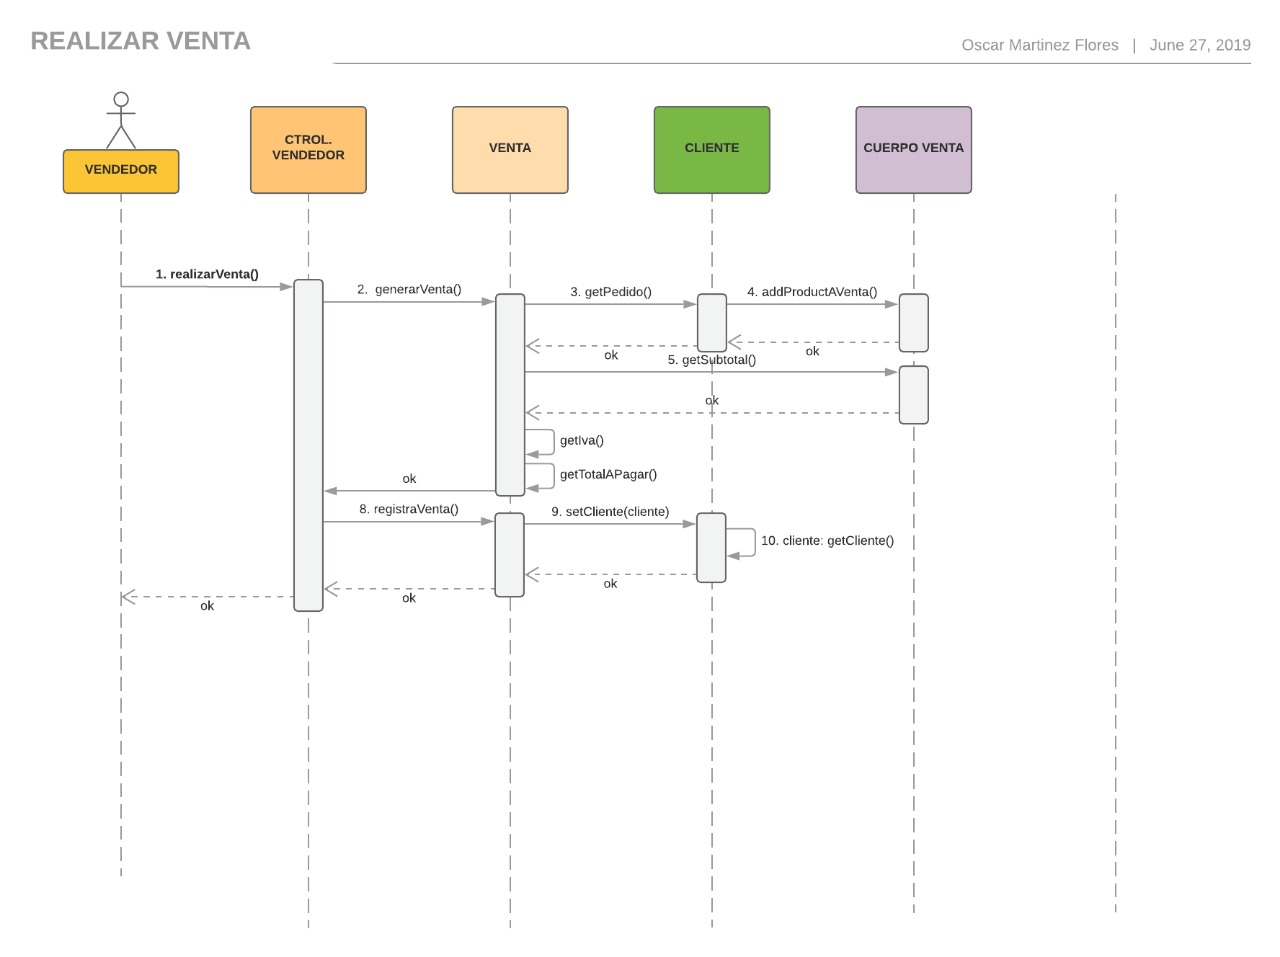 REALIZAR VENTA
Oscar Martinez Flores | June 27, 2019
VENDEDOR
CTROL.
VENDEDOR
VENTA
CLIENTE
CUERPO VENTA
1. realizarVenta()
2. generarVenta()
3. getPedido()
4. addProductAVenta()
ok
ok
5. getSubtotal()
ok
getIva()
getTotalAPagar()
ok
8. registraVenta()
9. setCliente(cliente)
10. cliente: getCliente()
ok
ok
ok